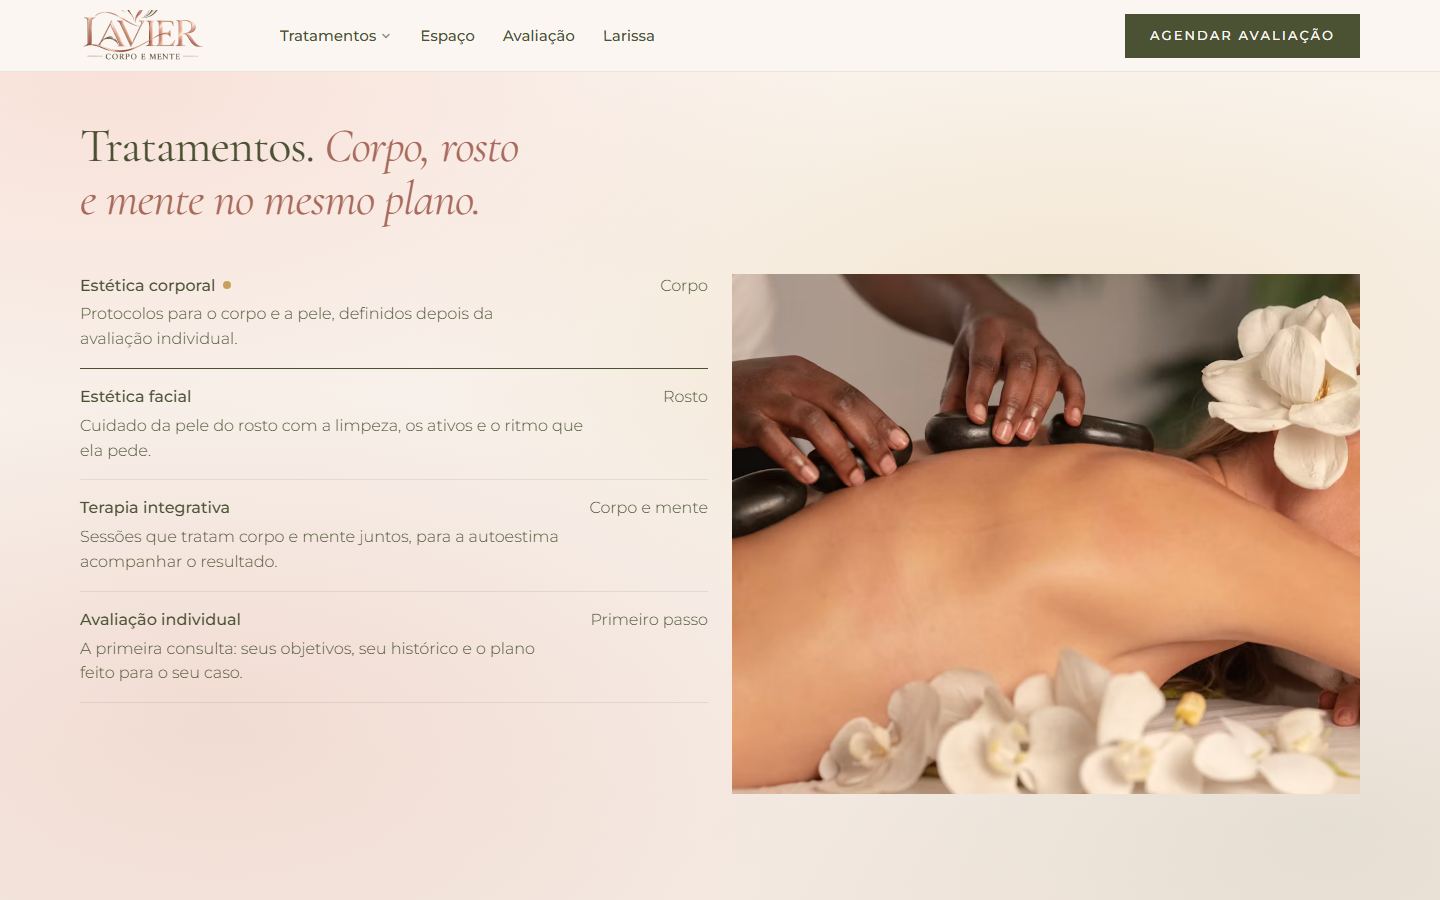 LAVIER
CORPO E MENTE
Tratamentos
Espaço
Avaliação
Larissa
AGENDAR AVALIAÇÃO
Tratamentos. Corpo, rosto
e mente no mesmo plano.
Estética corporal
Corpo
Protocolos para o corpo e a pele, definidos depois da
avaliação individual.
Estética facial
Rosto
Cuidado da pele do rosto com a limpeza, os ativos e o ritmo que
ela pede.
Terapia integrativa
Corpo e mente
Sessões que tratam corpo e mente juntos, para a autoestima
acompanhar o resultado.
Avaliação individual
Primeiro passo
A primeira consulta: seus objetivos, seu histórico e o plano
feito para o seu caso.